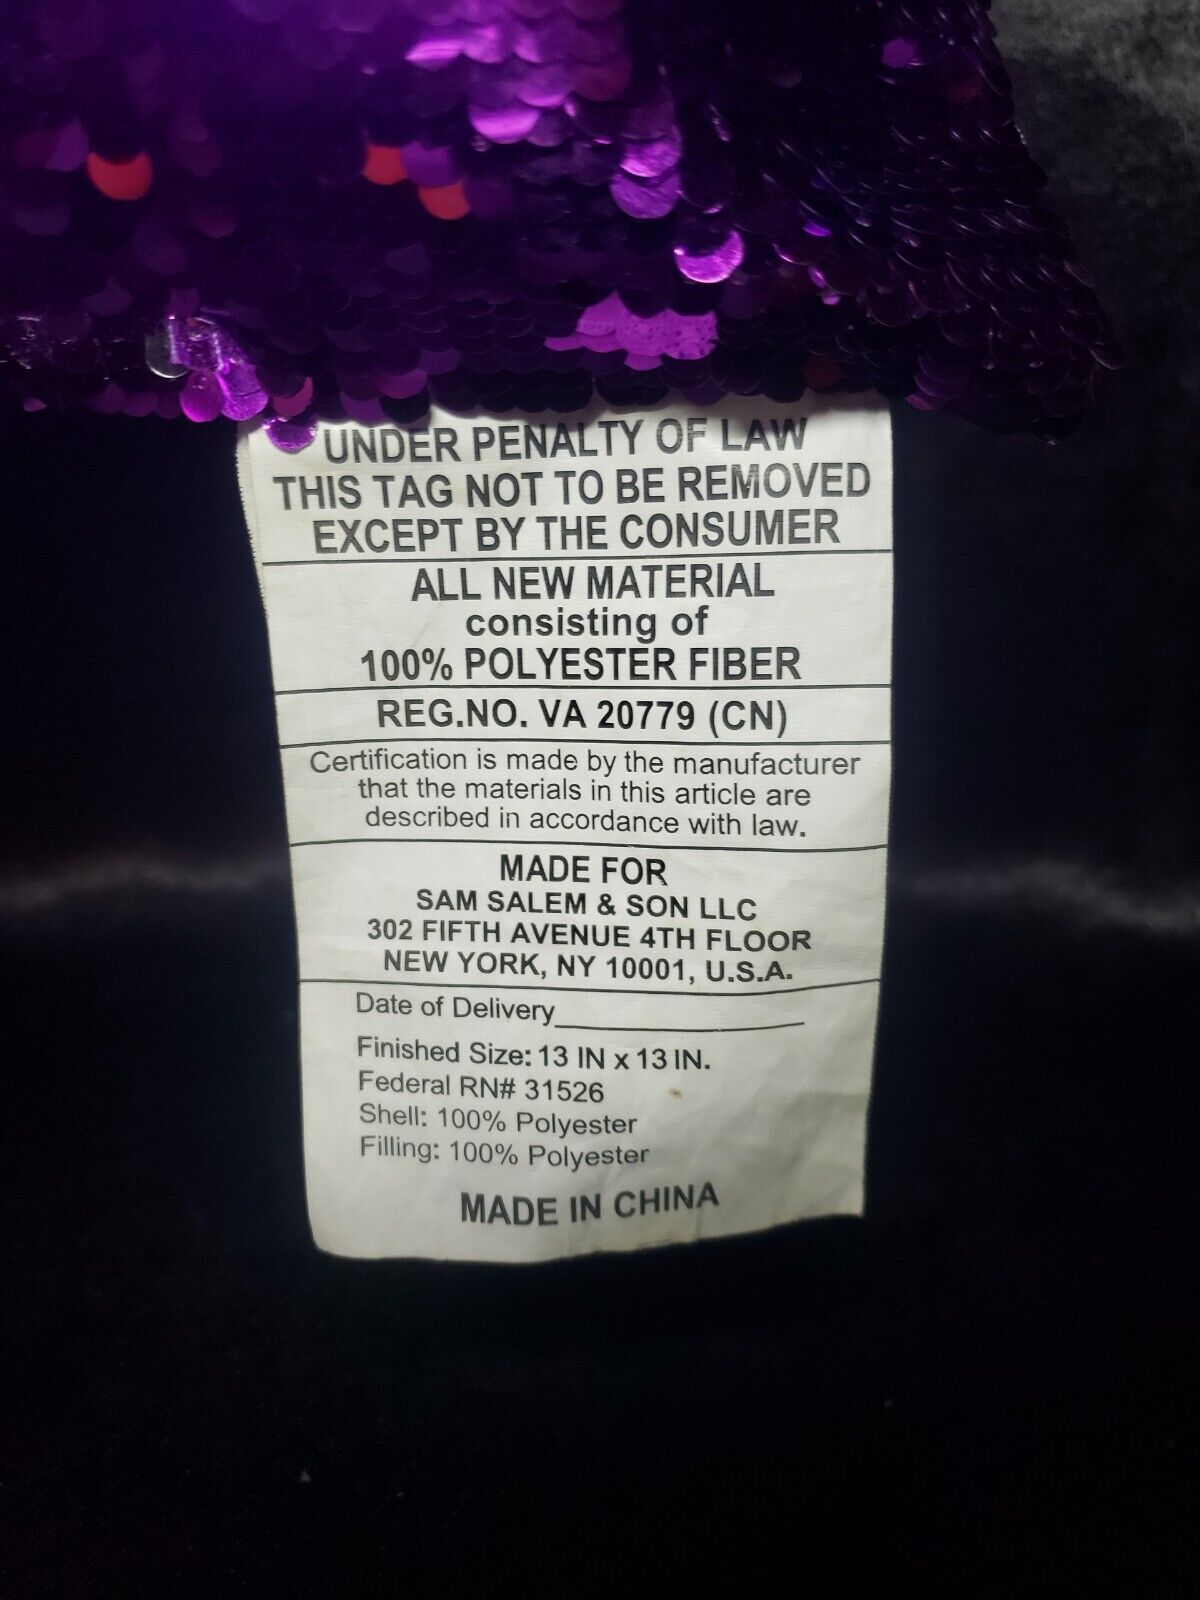 UNDER PENALTY OF LAW
THIS TAG NOT TO BE REMOVED
EXCEPT BY THE CONSUMER
ALL NEW MATERIAL
consisting of
100% POLYESTER FIBER
REG.NO. VA 20779 (CN)
Certification is made by the manufacturer
that the materials in this article are
described in accordance with law.
MADE FOR
SAM SALEM & SON LLC
302 FIFTH AVENUE 4TH FLOOR
NEW YORK, NY 10001, U.S.A.
Date of Delivery_______________
Finished Size: 13 IN x 13 IN.
Federal RN# 31526
Shell: 100% Polyester
Filling: 100% Polyester
MADE IN CHINA